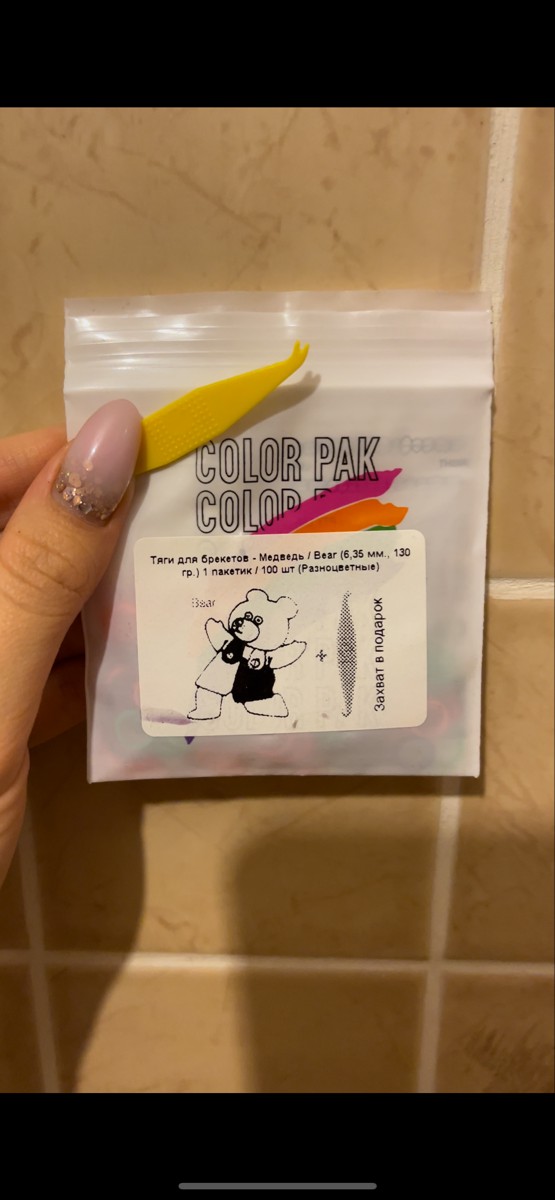 COLOR PAK
COLOR
Тяги для брекетов - Медведь / Bear (6,35 мм., 130
гр.) 1 пакетик / 100 шт (Разноцветные)
Bear
+
Захват в подарок